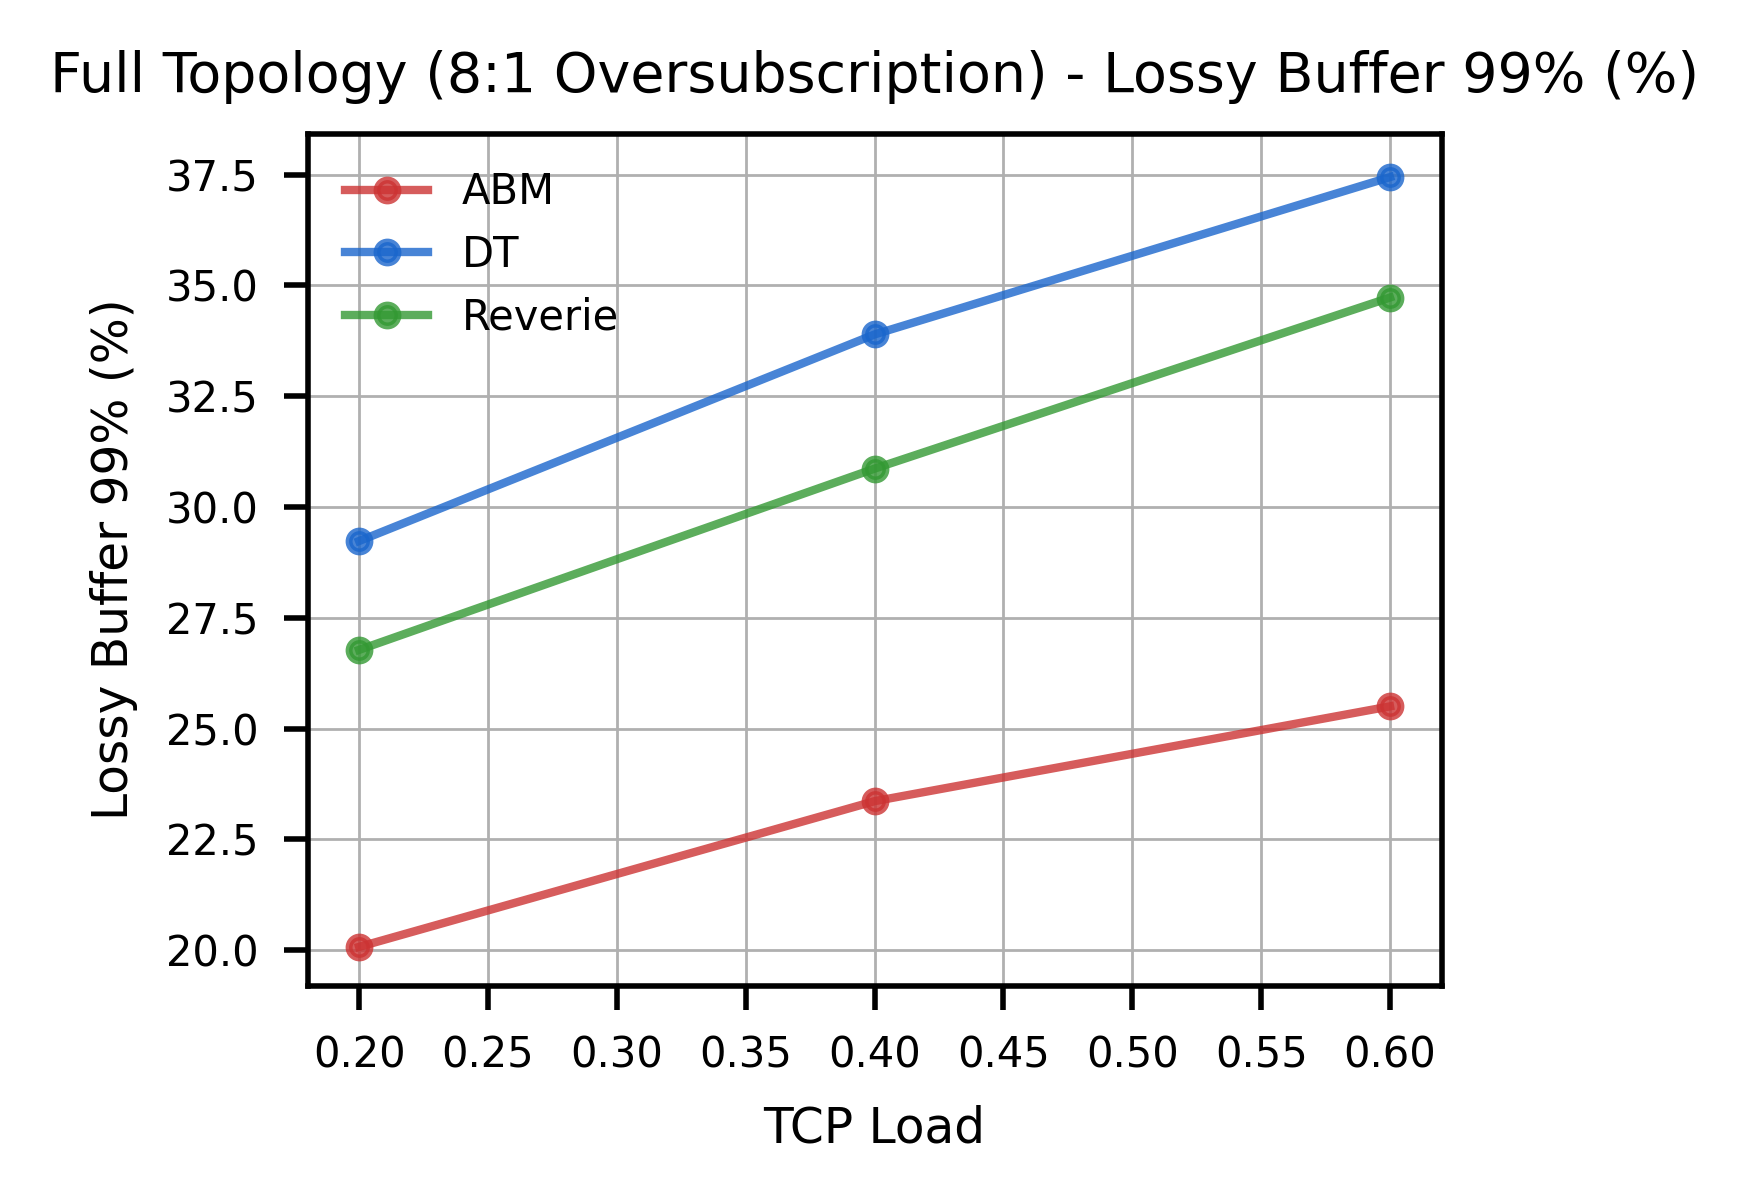 Full Topology (8:1 Oversubscription) - Lossy Buffer 99% (%)
ABM
DT
Reverie
Lossy Buffer 99% (%)
37.5
35.0
32.5
30.0
27.5
25.0
22.5
20.0
0.20 0.25 0.30 0.35 0.40 0.45 0.50 0.55 0.60
TCP Load